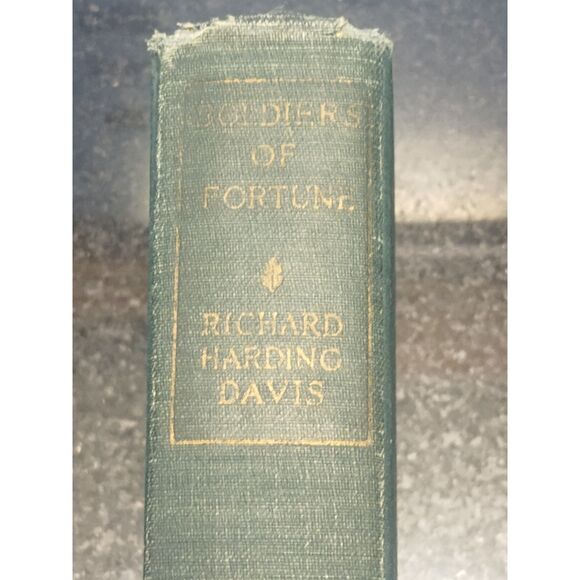 SOLDIERS
OF
FORTUNE
RICHARD
HARDING
DAVIS